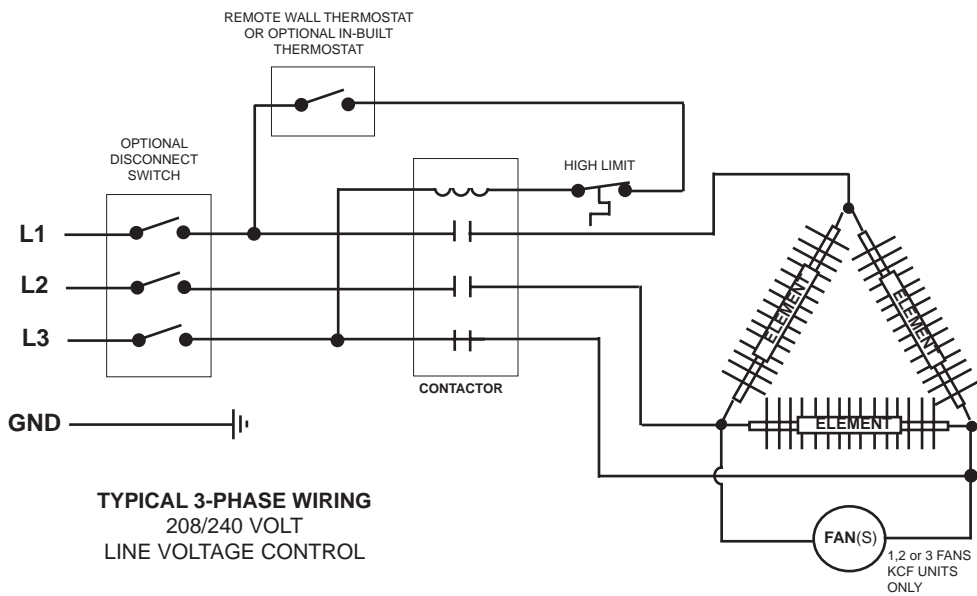 REMOTE WALL THERMOSTAT
OR OPTIONAL IN-BUILT
THERMOSTAT
OPTIONAL
DISCONNECT
SWITCH
HIGH LIMIT
L1
L2
L3
CONTACTOR
GND
ELEMENT
ELEMENT
ELEMENT
TYPICAL 3-PHASE WIRING
208/240 VOLT
LINE VOLTAGE CONTROL
FAN(S)
1,2 or 3 FANS
KCF UNITS
ONLY